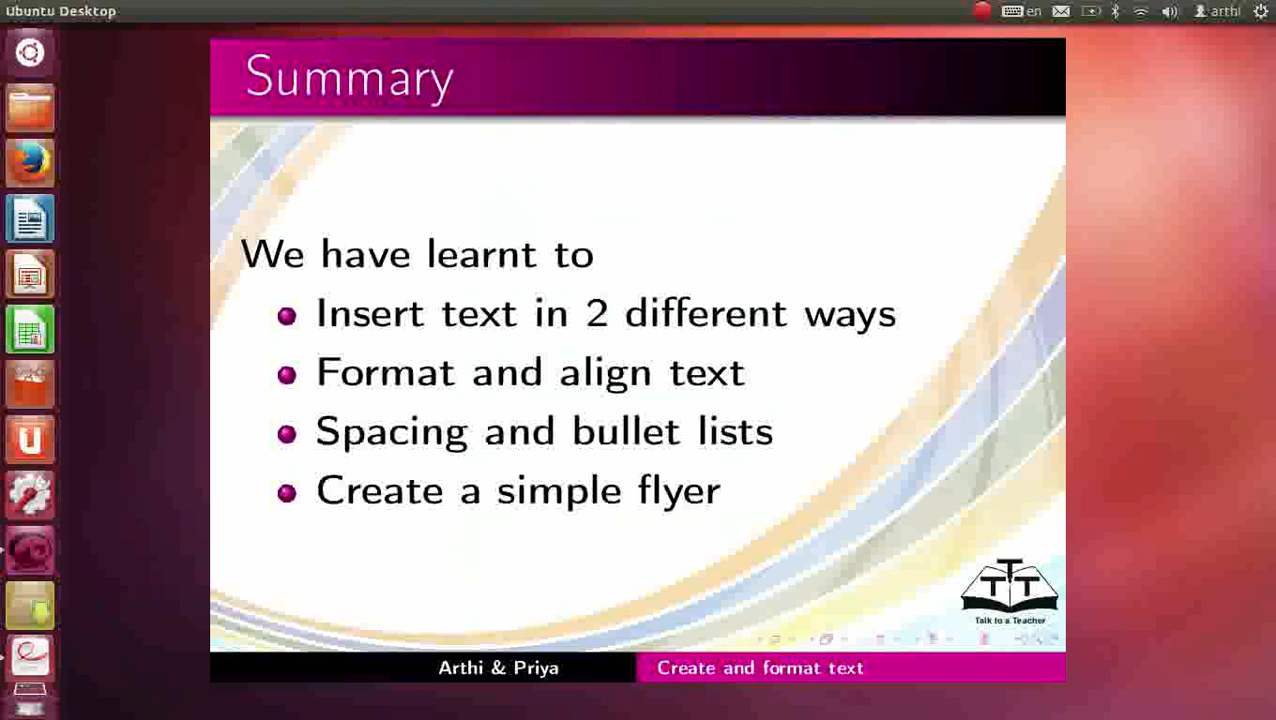 Ubuntu Desktop
en
arthi
Summary
We have learnt to
Insert text in 2 different ways
Format and align text
Spacing and bullet lists
Create a simple flyer
TTT
Talk to a Teacher
Arthi & Priya
Create and format text